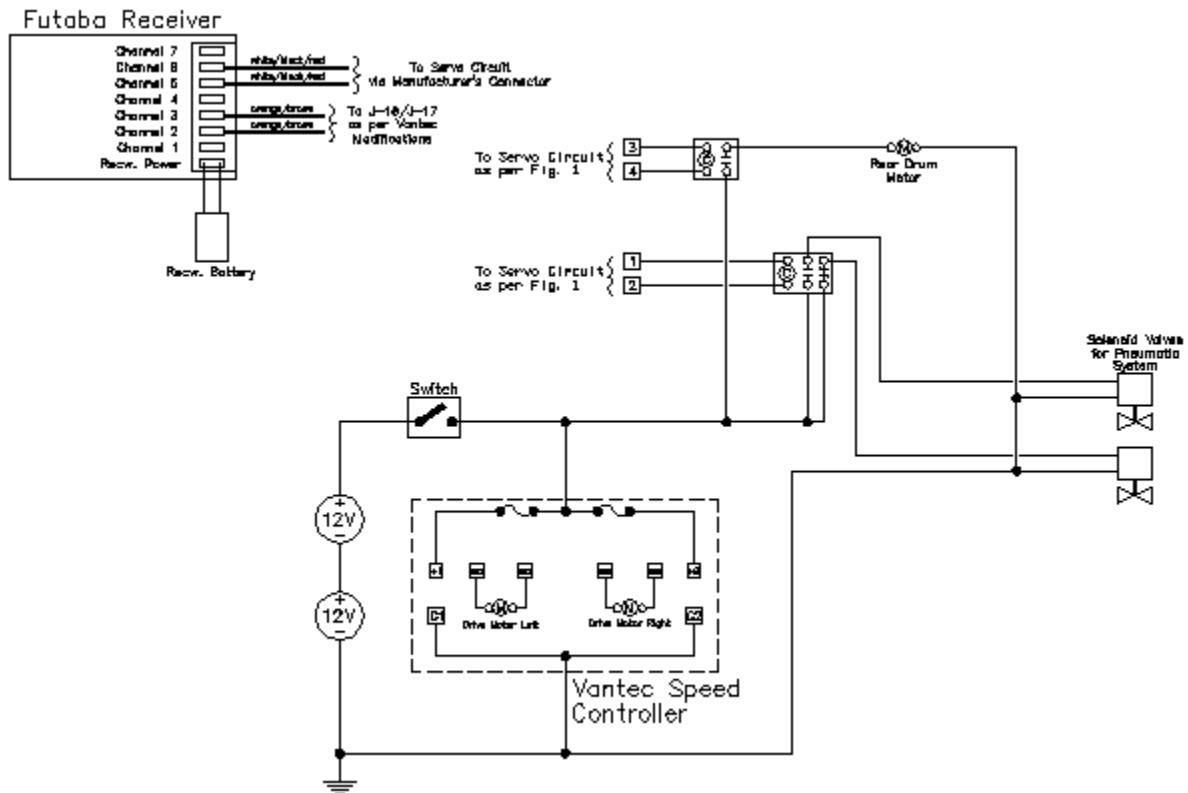 Futaba Receiver
Channel 7
Channel 6
Channel 5
Channel 4
Channel 3
Channel 2
Channel 1
Recv. Power
white/black/red
white/black/red
To Servo Circuit
via Manufacturer's Connector
orange/brown
orange/brown
To J-16/J-17
as per Vantec
Modifications
Recv. Battery
To Servo Circuit
as per Fig. 1
3
4
C
M
Rear Drum
Motor
To Servo Circuit
as per Fig. 1
1
2
C
Solenoid Valves
for Pneumatic
System
Switch
+
12V
-
+
12V
-
+1
C1
C2
M
M
Drive Motor Left
Drive Motor Right
Vantec Speed
Controller